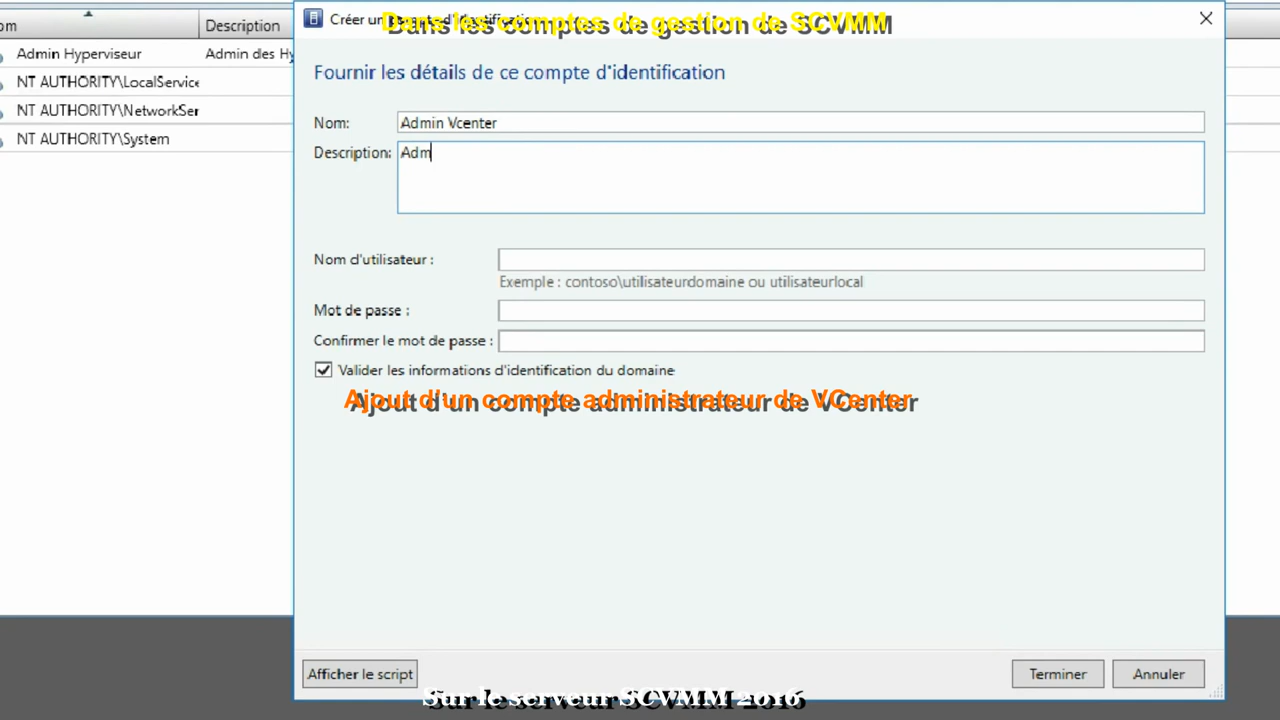 om
Description
Admin Hyperviseur
Admin des Hy
NT AUTHORITY\LocalService
NT AUTHORITY\NetworkSer
NT AUTHORITY\System
Dans les comptes de gestion de SCVMM
Fournir les détails de ce compte d'identification
Nom:
Admin Vcenter
Description:
Adm
Nom d'utilisateur :
Exemple : contoso\utilisateurdomaine ou utilisateurlocal
Mot de passe :
Confirmer le mot de passe :
Valider les informations d'identification du domaine
Ajout d'un compte administrateur de VCenter
Afficher le script
Terminer
Annuler
Sur le serveur SCVMM 2016